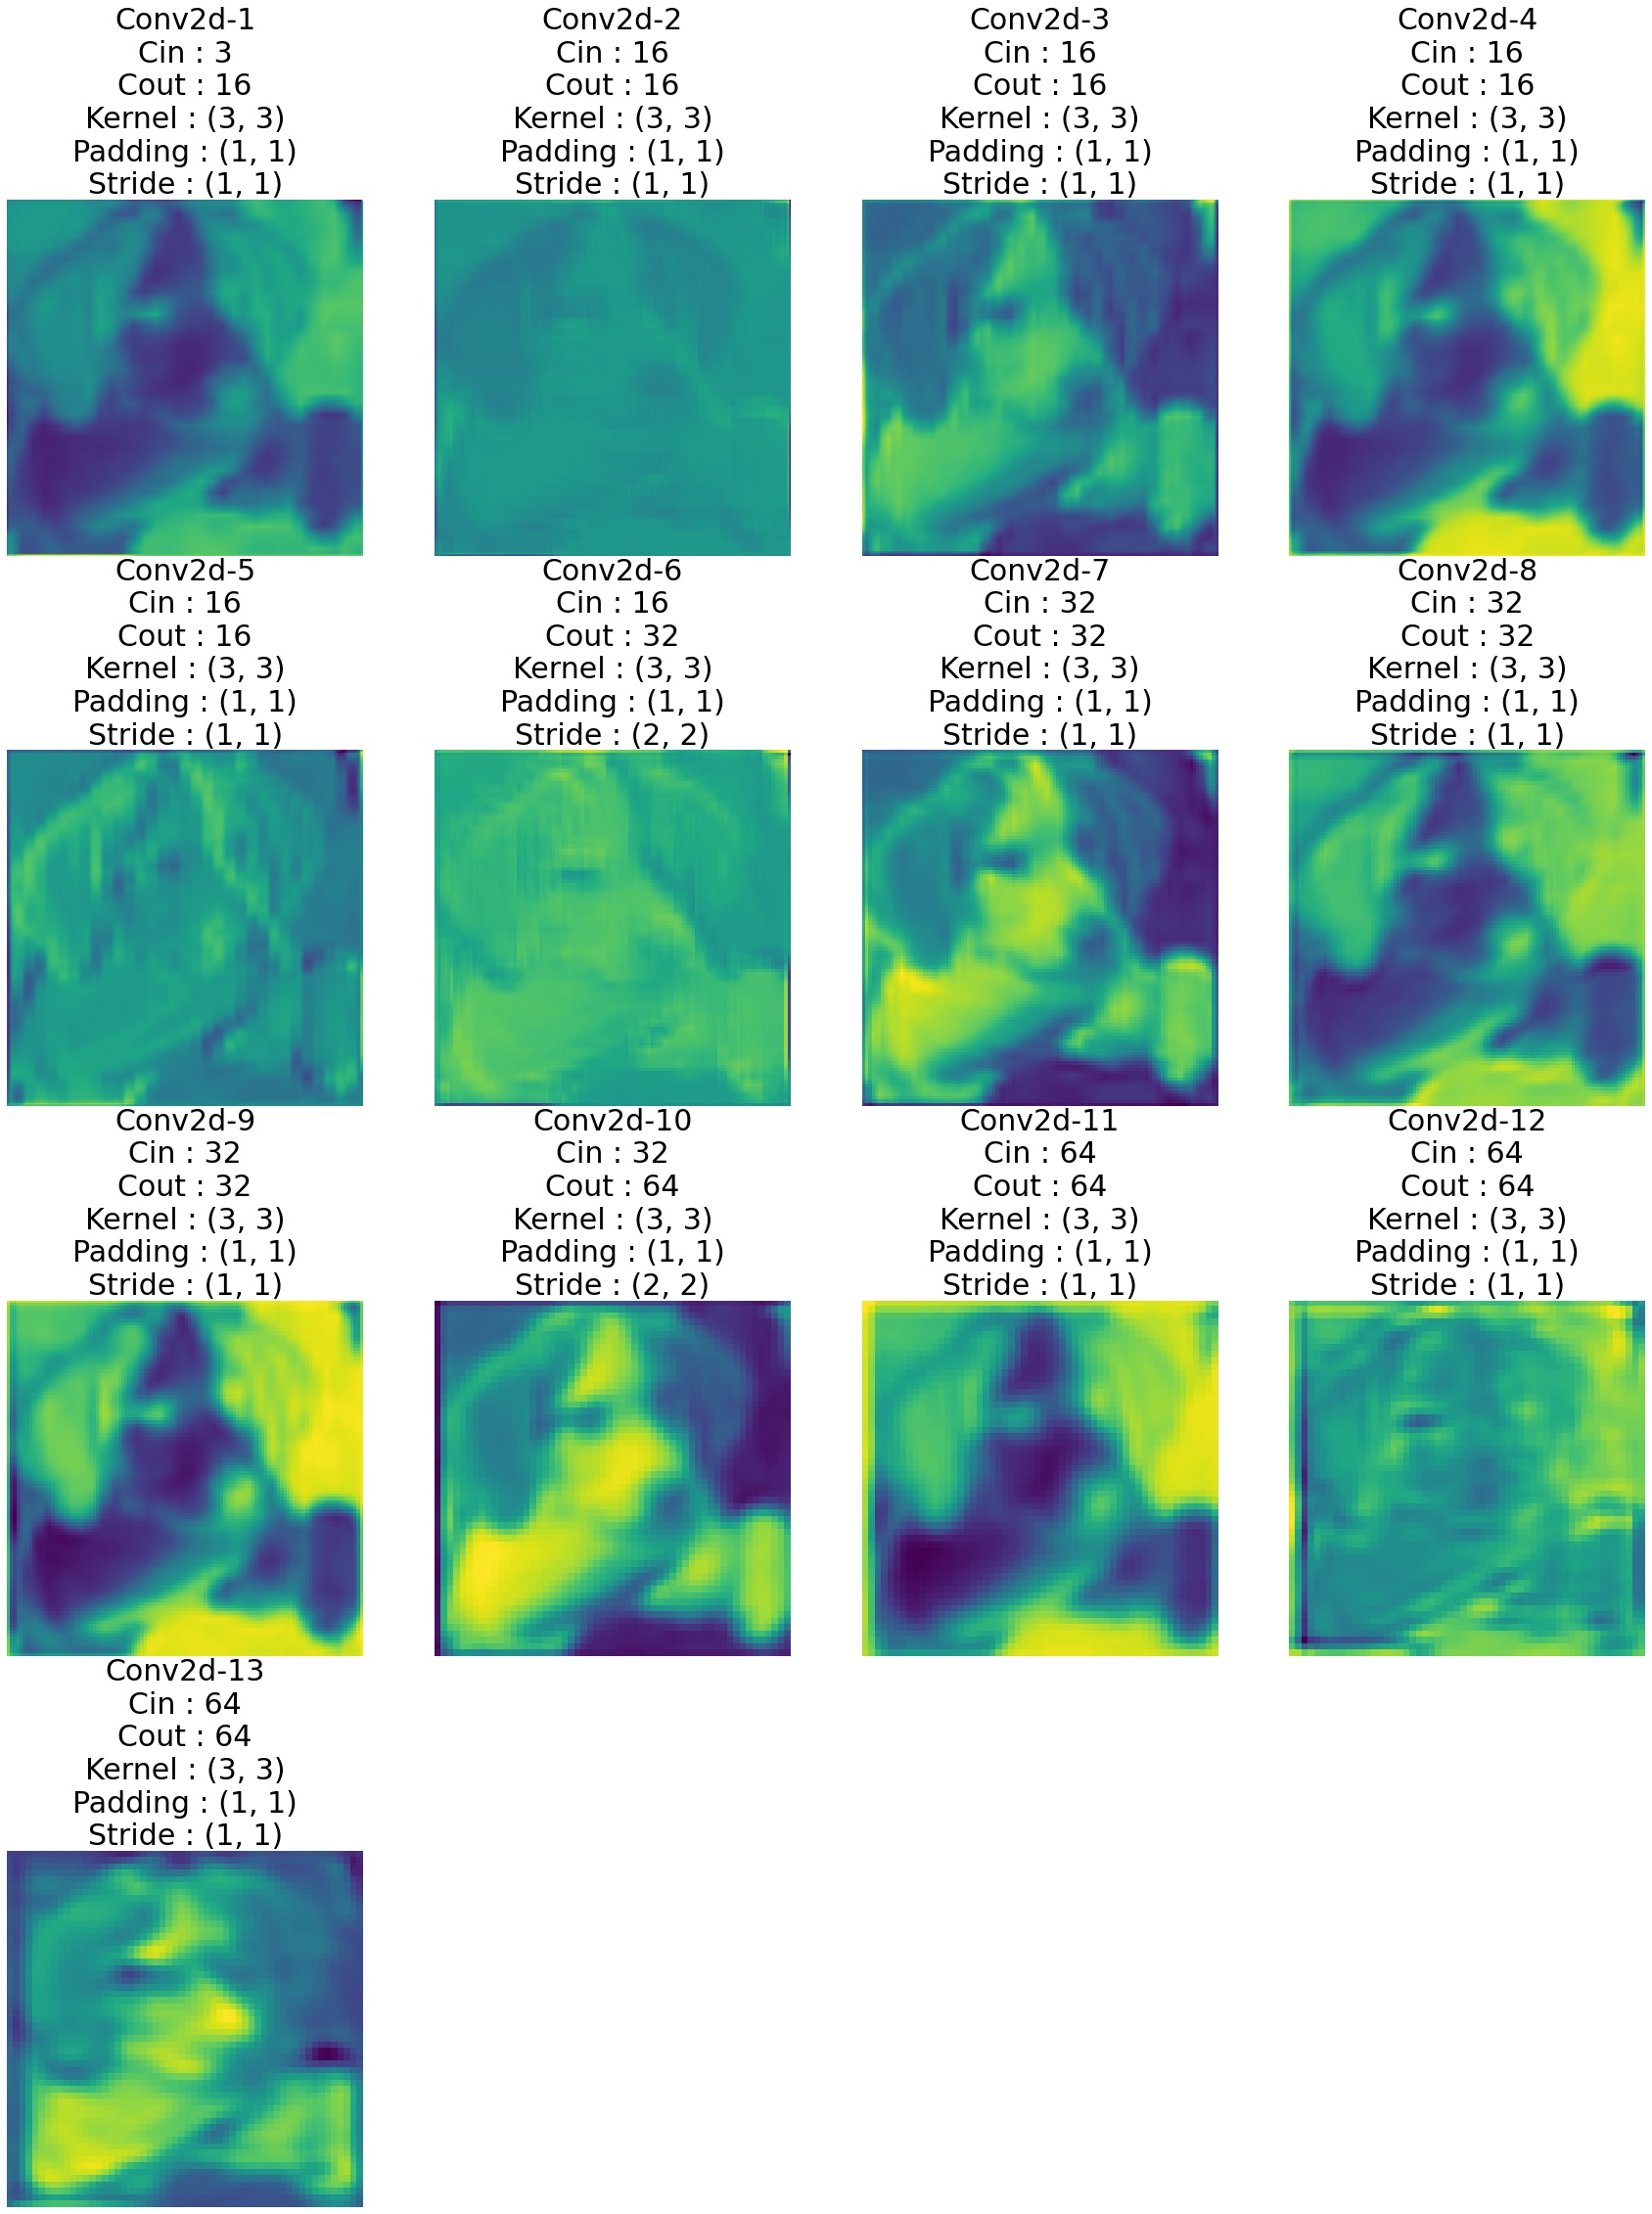 Conv2d-1
Cin : 3
Cout : 16
Kernel : (3, 3)
Padding : (1, 1)
Stride : (1, 1)
Conv2d-2
Cin : 16
Cout : 16
Kernel : (3, 3)
Padding : (1, 1)
Stride : (1, 1)
Conv2d-3
Cin : 16
Cout : 16
Kernel : (3, 3)
Padding : (1, 1)
Stride : (1, 1)
Conv2d-4
Cin : 16
Cout : 16
Kernel : (3, 3)
Padding : (1, 1)
Stride : (1, 1)
Conv2d-5
Cin : 16
Cout : 16
Kernel : (3, 3)
Padding : (1, 1)
Stride : (1, 1)
Conv2d-6
Cin : 16
Cout : 32
Kernel : (3, 3)
Padding : (1, 1)
Stride : (2, 2)
Conv2d-7
Cin : 32
Cout : 32
Kernel : (3, 3)
Padding : (1, 1)
Stride : (1, 1)
Conv2d-8
Cin : 32
Cout : 32
Kernel : (3, 3)
Padding : (1, 1)
Stride : (1, 1)
Conv2d-9
Cin : 32
Cout : 32
Kernel : (3, 3)
Padding : (1, 1)
Stride : (1, 1)
Conv2d-10
Cin : 32
Cout : 64
Kernel : (3, 3)
Padding : (1, 1)
Stride : (2, 2)
Conv2d-11
Cin : 64
Cout : 64
Kernel : (3, 3)
Padding : (1, 1)
Stride : (1, 1)
Conv2d-12
Cin : 64
Cout : 64
Kernel : (3, 3)
Padding : (1, 1)
Stride : (1, 1)
Conv2d-13
Cin : 64
Cout : 64
Kernel : (3, 3)
Padding : (1, 1)
Stride : (1, 1)